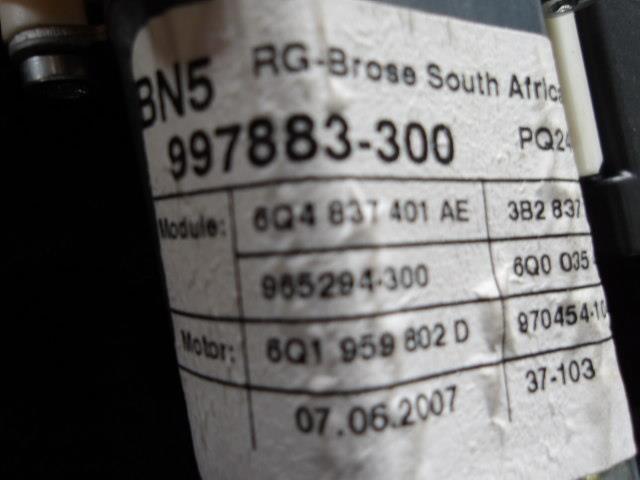 BN5 RG-Brose South Africa
997883-300 PQ24
Module: 6Q4 837 401 AE 3B2 837
965294-300 6Q0 035
Motor: 6Q1 959 802 D 970454-10
07.06.2007 37-103